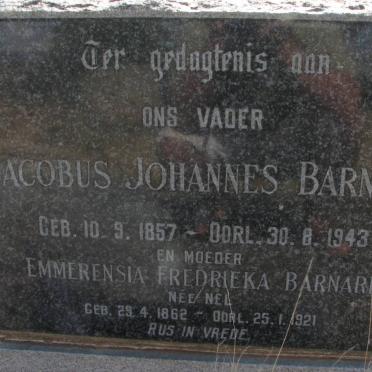 Ter gedagtenis aan
ONS VADER
ACOBUS JOHANNES BARN
GEB. 10. 9. 1857 - OORL. 30. 8. 1943
EN MOEDER
EMMERENSIA FREDRIEKA BARNAR
NEE NEL
GEB. 23. 4. 1862 - OORL. 25. 1. 1921
RUS IN VREDE